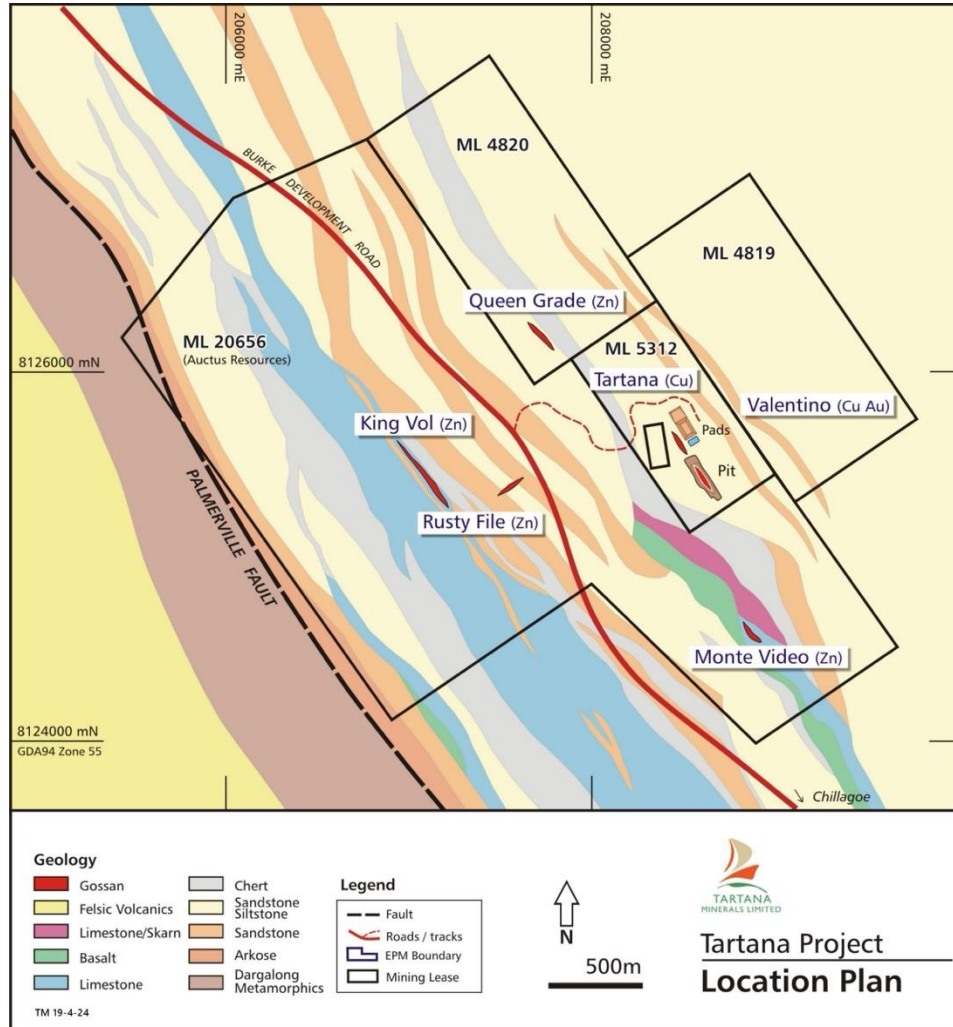 206000 mE
208000 mE
ML 4820
BURKE DEVELOPMENT ROAD
ML 4819
Queen Grade (Zn)
ML 20656
(Auctus Resources)
ML 5312
8126000 mN
Tartana (Cu)
Valentino (Cu Au)
King Vol (Zn)
Pads
Pit
Rusty File (Zn)
PALMERVILLE FAULT
Monte Video (Zn)
8124000 mN
GDA94 Zone 55
Chillagoe
Geology
Gossan
Felsic Volcanics
Limestone/Skarn
Basalt
Limestone
Chert
Sandstone
Siltstone
Sandstone
Arkose
Dargalong
Metamorphics
Legend
Fault
Roads / tracks
EPM Boundary
Mining Lease
N
500m
TARTANA
MINERALS LIMITED
Tartana Project
Location Plan
TM 19-4-24